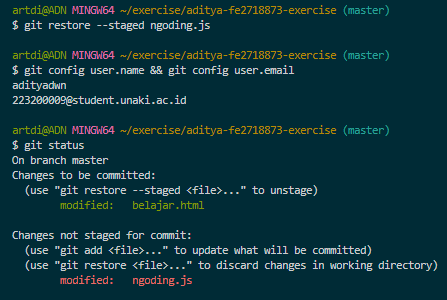 artdi@ADN MINGW64 ~/exercise/aditya-fe2718873-exercise (master)
$ git restore --staged ngoding.js
artdi@ADN MINGW64 ~/exercise/aditya-fe2718873-exercise (master)
$ git config user.name && git config user.email
adityadwn
223200009@student.unaki.ac.id
artdi@ADN MINGW64 ~/exercise/aditya-fe2718873-exercise (master)
$ git status
On branch master
Changes to be committed:
  (use "git restore --staged <file>..." to unstage)
        modified:   belajar.html
Changes not staged for commit:
  (use "git add <file>..." to update what will be committed)
  (use "git restore <file>..." to discard changes in working directory)
        modified:   ngoding.js